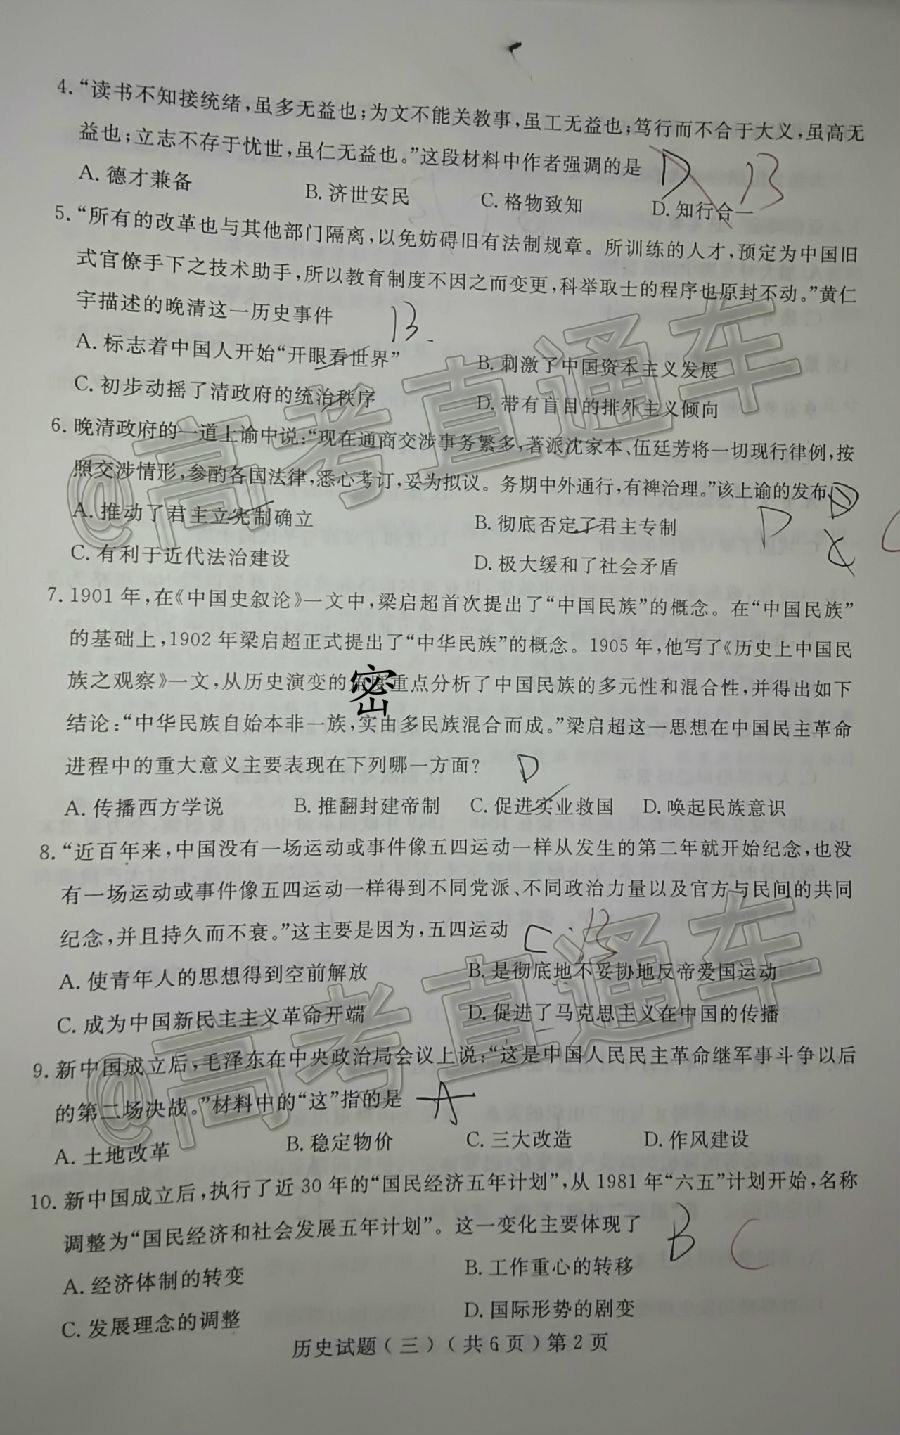 4.“读书不知接统绪,虽多无益也;为文不能关教事,虽工无益也;笃行而不合于大义,虽高无
益也;立志不存于忧世,虽仁无益也。”这段材料中作者强调的是 D B
A. 德才兼备 B. 济世安民 C. 格物致知 D. 知行合一
5.“所有的改革也与其他部门隔离,以免妨碍旧有法制规章。所训练的人才,预定为中国旧
式官僚手下之技术助手,所以教育制度不因之而变更,科举取士的程序也原封不动。”黄仁
宇描述的晚清这一历史事件 B
A. 标志着中国人开始“开眼看世界” B. 刺激了中国资本主义发展
C. 初步动摇了清政府的统治秩序 D. 带有盲目的排外主义倾向
6. 晚清政府的一道上谕中说:“现在通商交涉事务繁多,著派沈家本、伍廷芳将一切现行律例,按
照交涉情形,参酌各国法律,悉心考订,妥为拟议。务期中外通行,有裨治理。”该上谕的发布
A. 推动了君主立宪制确立 B. 彻底否定了君主专制 D
C. 有利于近代法治建设 D. 极大缓和了社会矛盾
7. 1901年,在《中国史叙论》一文中,梁启超首次提出了“中国民族”的概念。在“中国民族”
的基础上,1902年梁启超正式提出了“中华民族”的概念。1905年,他写了《历史上中国民
族之观察》一文,从历史演变的 密 重点分析了中国民族的多元性和混合性,并得出如下
结论:“中华民族自始本非一族,实由多民族混合而成。”梁启超这一思想在中国民主革命
进程中的重大意义主要表现在下列哪一方面? D
A. 传播西方学说 B. 推翻封建帝制 C. 促进实业救国 D. 唤起民族意识
8.“近百年来,中国没有一场运动或事件像五四运动一样从发生的第二年就开始纪念,也没
有一场运动或事件像五四运动一样得到不同党派、不同政治力量以及官方与民间的共同
纪念,并且持久而不衰。”这主要是因为,五四运动 C B
A. 使青年人的思想得到空前解放 B. 是彻底地不妥协地反帝爱国运动
C. 成为中国新民主主义革命开端 D. 促进了马克思主义在中国的传播
9. 新中国成立后,毛泽东在中央政治局会议上说:“这是中国人民民主革命继军事斗争以后
的第二场决战。”材料中的“这”指的是 A
A. 土地改革 B. 稳定物价 C. 三大改造 D. 作风建设
10. 新中国成立后,执行了近30年的“国民经济五年计划”,从1981年“六五”计划开始,名称
调整为“国民经济和社会发展五年计划”。这一变化主要体现了 B C
A. 经济体制的转变 B. 工作重心的转移
C. 发展理念的调整 D. 国际形势的剧变
历史试题(三)(共6页)第2页
@高考直通车
@高考直通车